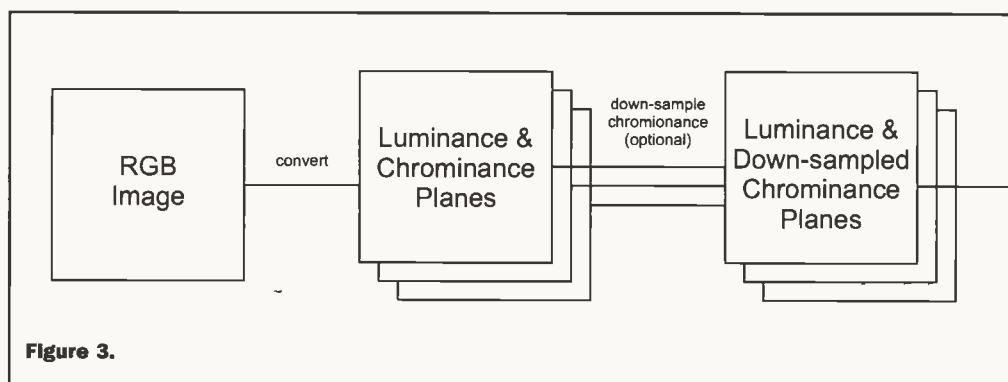 RGB
Image
convert
Luminance &
Chrominance
Planes
down-sample
chromionance
(optional)
Luminance &
Down-sampled
Chrominance
Planes
Figure 3.